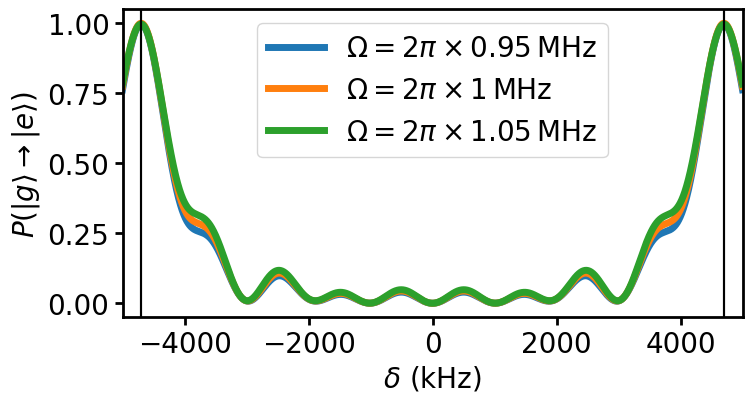 1.00
0.75
0.50
0.25
0.00
P(|g⟩ → |e⟩)
Ω = 2π × 0.95 MHz
Ω = 2π × 1 MHz
Ω = 2π × 1.05 MHz
−4000 −2000 0 2000 4000
δ (kHz)